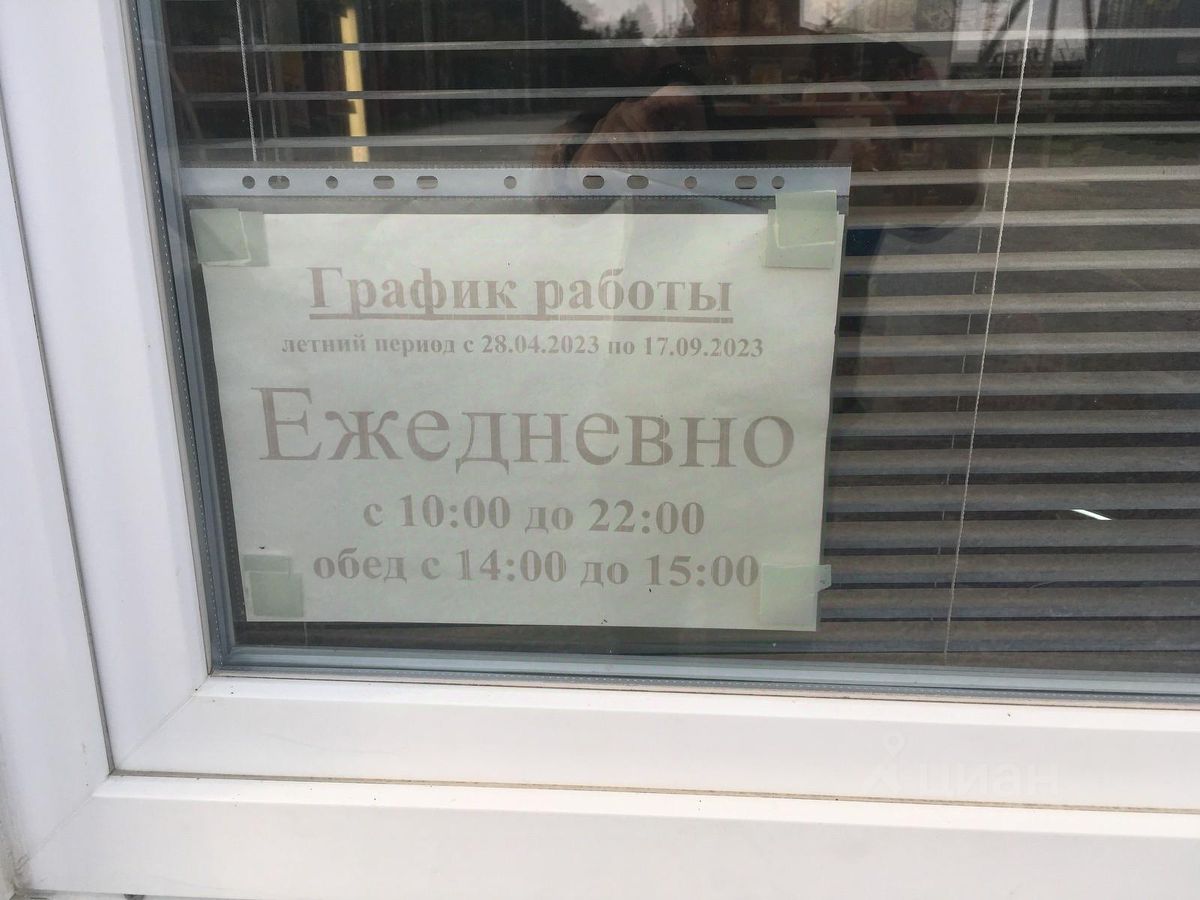 График работы
летний период с 28.04.2023 по 17.09.2023
Ежедневно
с 10:00 до 22:00
обед с 14:00 до 15:00
циан